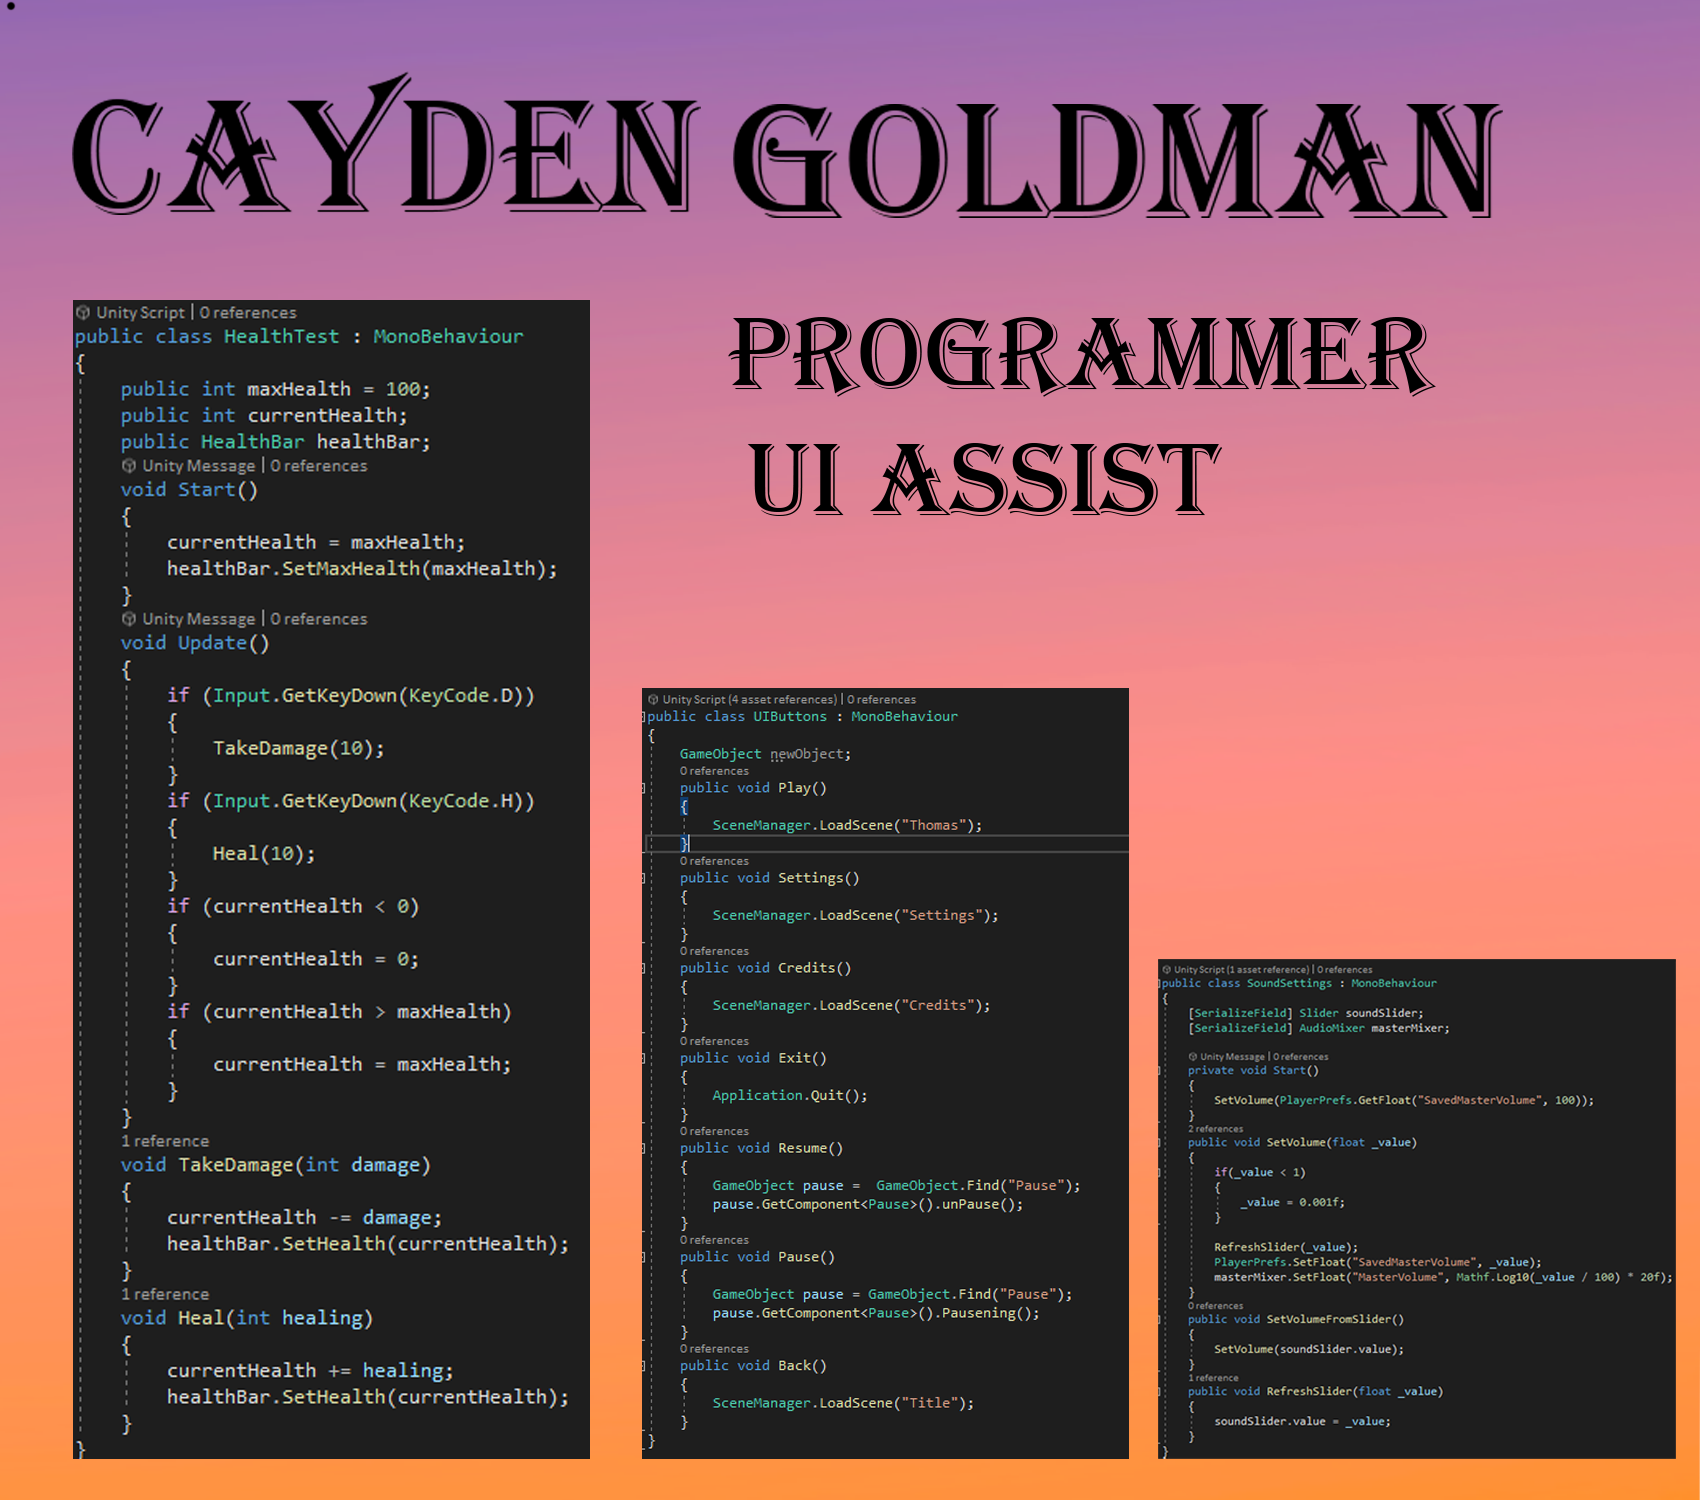 CAYDEN GOLDMAN
PROGRAMMER
UI ASSIST
Unity Script | 0 references
public class HealthTest : MonoBehaviour
{
public int maxHealth = 100;
public int currentHealth;
public HealthBar healthBar;
Unity Message | 0 references
void Start()
{
currentHealth = maxHealth;
healthBar.SetMaxHealth(maxHealth);
}
Unity Message | 0 references
void Update()
{
if (Input.GetKeyDown(KeyCode.D))
{
TakeDamage(10);
}
if (Input.GetKeyDown(KeyCode.H))
{
Heal(10);
}
if (currentHealth < 0)
{
currentHealth = 0;
}
if (currentHealth > maxHealth)
{
currentHealth = maxHealth;
}
}
1 reference
void TakeDamage(int damage)
{
currentHealth -= damage;
healthBar.SetHealth(currentHealth);
}
1 reference
void Heal(int healing)
{
currentHealth += healing;
healthBar.SetHealth(currentHealth);
}
}
Unity Script (4 asset references) | 0 references
public class UIButtons : MonoBehaviour
{
GameObject newObject;
0 references
public void Play()
{
SceneManager.LoadScene("Thomas");
}
0 references
public void Settings()
{
SceneManager.LoadScene("Settings");
}
0 references
public void Credits()
{
SceneManager.LoadScene("Credits");
}
0 references
public void Exit()
{
Application.Quit();
}
0 references
public void Resume()
{
GameObject pause =  GameObject.Find("Pause");
pause.GetComponent<Pause>().unPause();
}
0 references
public void Pause()
{
GameObject pause = GameObject.Find("Pause");
pause.GetComponent<Pause>().Pausening();
}
0 references
public void Back()
{
SceneManager.LoadScene("Title");
}
}
Unity Script (1 asset reference) | 0 references
public class SoundSettings : MonoBehaviour
{
[SerializeField] Slider soundSlider;
[SerializeField] AudioMixer masterMixer;
Unity Message | 0 references
private void Start()
{
SetVolume(PlayerPrefs.GetFloat("SavedMasterVolume", 100));
}
2 references
public void SetVolume(float _value)
{
if(_value < 1)
{
_value = 0.001f;
}
RefreshSlider(_value);
PlayerPrefs.SetFloat("SavedMasterVolume", _value);
masterMixer.SetFloat("MasterVolume", Mathf.Log10(_value / 100) * 20f);
}
0 references
public void SetVolumeFromSlider()
{
SetVolume(soundSlider.value);
}
1 reference
public void RefreshSlider(float _value)
{
soundSlider.value = _value;
}
}